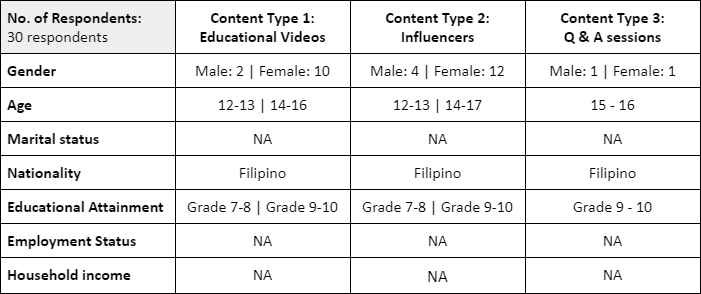 No. of Respondents: Content Type 1: Content Type 2: Content Type 3:
30 respondents Educational Videos Influencers Q & A sessions
Gender Male: 2 | Female: 10 Male: 4 | Female: 12 Male: 1 | Female: 1
Age 12-13 | 14-16 12-13 | 14-17 15 - 16
Marital status NA NA NA
Nationality Filipino Filipino Filipino
Educational Attainment Grade 7-8 | Grade 9-10 Grade 7-8 | Grade 9-10 Grade 9 - 10
Employment Status NA NA NA
Household income NA NA NA